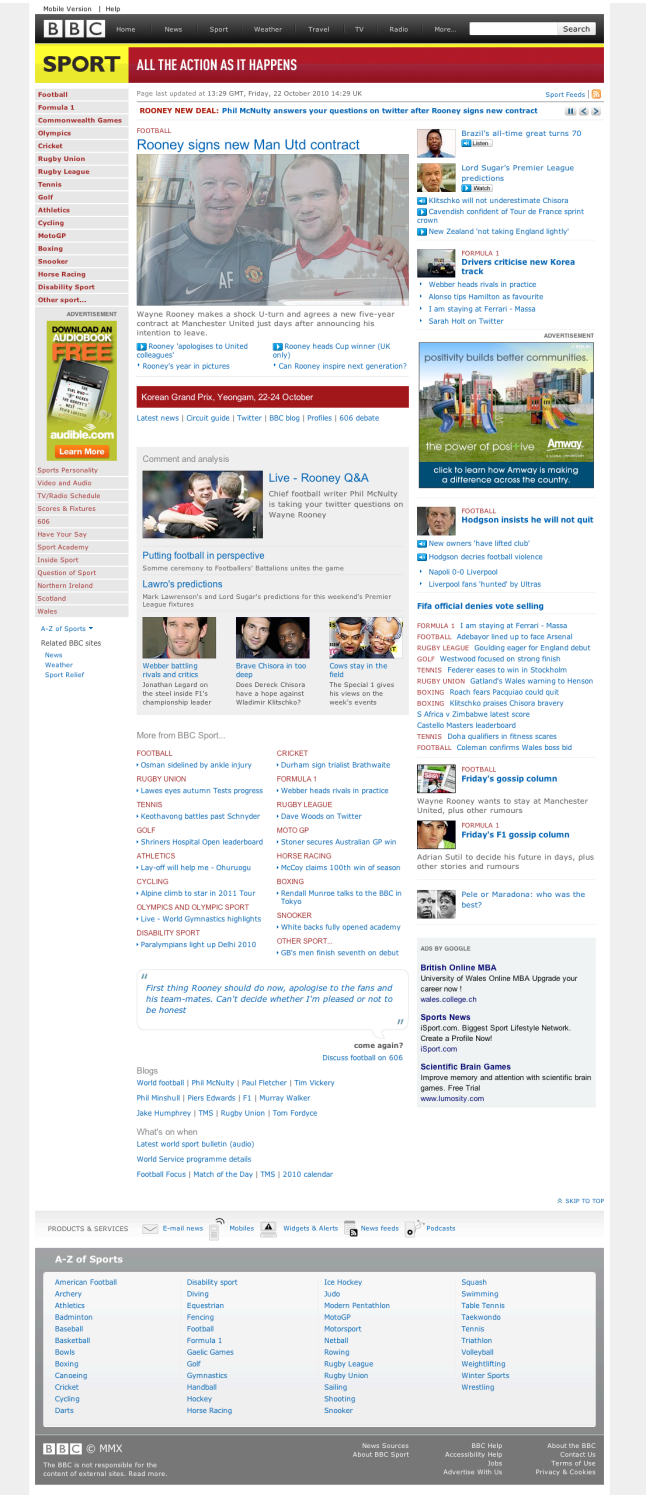 Mobile Version | Help
BBC Home News Sport Weather Travel TV Radio More... Search
SPORT ALL THE ACTION AS IT HAPPENS
Football
Formula 1
Commonwealth Games
Olympics
Cricket
Rugby Union
Rugby League
Tennis
Golf
Athletics
Cycling
MotoGP
Boxing
Snooker
Horse Racing
Disability Sport
Other sport...
ADVERTISEMENT
DOWNLOAD AN
AUDIOBOOK
FREE
audible.com
Learn More
Sports Personality
Video and Audio
TV/Radio Schedule
Scores & Fixtures
606
Have Your Say
Sport Academy
Inside Sport
Question of Sport
Northern Ireland
Scotland
Wales
A-Z of Sports
Related BBC sites
News
Weather
Sport Relief
Page last updated at 13:29 GMT, Friday, 22 October 2010 14:29 UK
Sport Feeds
ROONEY NEW DEAL: Phil McNulty answers your questions on twitter after Rooney signs new contract
FOOTBALL
Rooney signs new Man Utd contract
AF
Wayne Rooney makes a shock U-turn and agrees a new five-year
contract at Manchester United just days after announcing his
intention to leave.
Rooney 'apologises to United
colleagues'
Rooney heads Cup winner (UK
only)
Rooney's year in pictures
Can Rooney inspire next generation?
Korean Grand Prix, Yeongam, 22-24 October
Latest news | Circuit guide | Twitter | BBC blog | Profiles | 606 debate
Comment and analysis
Live - Rooney Q&A
Chief football writer Phil McNulty
is taking your twitter questions on
Wayne Rooney
Putting football in perspective
Somme ceremony to Footballers' Battalions unites the game
Lawro's predictions
Mark Lawrenson's and Lord Sugar's predictions for this weekend's Premier
League fixtures
Webber battling
rivals and critics
Jonathan Legard on
the steel inside F1's
championship leader
Brave Chisora in too
deep
Does Dereck Chisora
have a hope against
Wladimir Klitschko?
Cows stay in the
field
The Special 1 gives
his views on the
week's events
More from BBC Sport...
FOOTBALL
Osman sidelined by ankle injury
RUGBY UNION
Lawes eyes autumn Tests progress
TENNIS
Keothavong battles past Schnyder
GOLF
Shriners Hospital Open leaderboard
ATHLETICS
Lay-off will help me - Ohuruogu
CYCLING
Alpine climb to star in 2011 Tour
OLYMPICS AND OLYMPIC SPORT
Live - World Gymnastics highlights
DISABILITY SPORT
Paralympians light up Delhi 2010
CRICKET
Durham sign trialist Brathwaite
FORMULA 1
Webber heads rivals in practice
RUGBY LEAGUE
Dave Woods on Twitter
MOTO GP
Stoner secures Australian GP win
HORSE RACING
McCoy claims 100th win of season
BOXING
Rendall Munroe talks to the BBC in
Tokyo
SNOOKER
White backs fully opened academy
OTHER SPORT...
GB's men finish seventh on debut
" First thing Rooney should do now, apologise to the fans and
his team-mates. Can't decide whether I'm pleased or not to
be honest "
come again?
Discuss football on 606
Blogs
World football | Phil McNulty | Paul Fletcher | Tim Vickery
Phil Minshull | Piers Edwards | F1 | Murray Walker
Jake Humphrey | TMS | Rugby Union | Tom Fordyce
What's on when
Latest world sport bulletin (audio)
World Service programme details
Football Focus | Match of the Day | TMS | 2010 calendar
Brazil's all-time great turns 70
Listen
Lord Sugar's Premier League
predictions
Watch
Klitschko will not underestimate Chisora
Cavendish confident of Tour de France sprint
crown
New Zealand 'not taking England lightly'
FORMULA 1
Drivers criticise new Korea
track
Webber heads rivals in practice
Alonso tips Hamilton as favourite
I am staying at Ferrari - Massa
Sarah Holt on Twitter
ADVERTISEMENT
positivity builds better communities.
the power of positive Amway
click to learn how Amway is making
a difference across the country.
FOOTBALL
Hodgson insists he will not quit
New owners 'have lifted club'
Hodgson decries football violence
Napoli 0-0 Liverpool
Liverpool fans 'hunted' by Ultras
Fifa official denies vote selling
FORMULA 1 I am staying at Ferrari - Massa
FOOTBALL Adebayor lined up to face Arsenal
RUGBY LEAGUE Goulding eager for England debut
GOLF Westwood focused on strong finish
TENNIS Federer eases to win in Stockholm
RUGBY UNION Gatland's Wales warning to Henson
BOXING Roach fears Pacquiao could quit
BOXING Klitschko praises Chisora bravery
S Africa v Zimbabwe latest score
Castello Masters leaderboard
TENNIS Doha qualifiers in fitness scares
FOOTBALL Coleman confirms Wales boss bid
FOOTBALL
Friday's gossip column
Wayne Rooney wants to stay at Manchester
United, plus other rumours
FORMULA 1
Friday's F1 gossip column
Adrian Sutil to decide his future in days, plus
other stories and rumours
Pele or Maradona: who was the
best?
ADS BY GOOGLE
British Online MBA
University of Wales Online MBA Upgrade your
career now !
wales.college.ch
Sports News
iSport.com. Biggest Sport Lifestyle Network.
Create a Profile Now!
iSport.com
Scientific Brain Games
Improve memory and attention with scientific brain
games. Free Trial
www.lumosity.com
SKIP TO TOP
PRODUCTS & SERVICES E-mail news Mobiles Widgets & Alerts News feeds Podcasts
A-Z of Sports
American Football
Archery
Athletics
Badminton
Baseball
Basketball
Bowls
Boxing
Canoeing
Cricket
Cycling
Darts
Disability sport
Diving
Equestrian
Fencing
Football
Formula 1
Gaelic Games
Golf
Gymnastics
Handball
Hockey
Horse Racing
Ice Hockey
Judo
Modern Pentathlon
MotoGP
Motorsport
Netball
Rowing
Rugby League
Rugby Union
Sailing
Shooting
Snooker
Squash
Swimming
Table Tennis
Taekwondo
Tennis
Triathlon
Volleyball
Weightlifting
Winter Sports
Wrestling
BBC © MMX
The BBC is not responsible for the
content of external sites. Read more.
News Sources
About BBC Sport
BBC Help
Accessibility Help
Jobs
Advertise With Us
About the BBC
Contact Us
Terms of Use
Privacy & Cookies